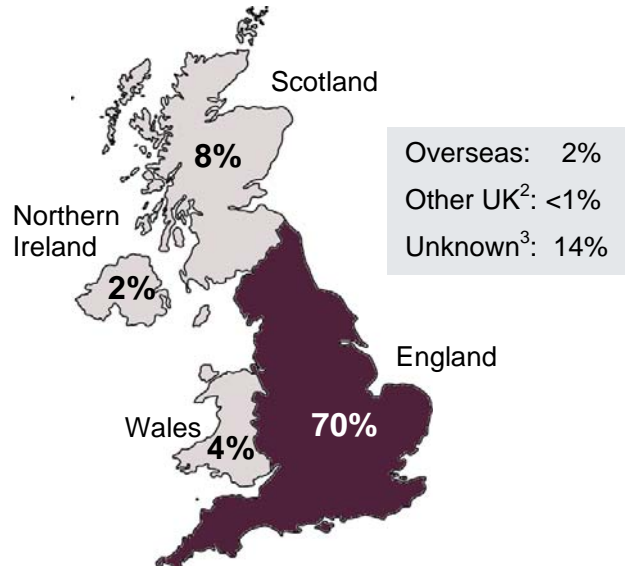 Scotland
8%
Overseas: 2%
Other UK²: <1%
Unknown³: 14%
Northern
Ireland
2%
England
Wales
4%
70%